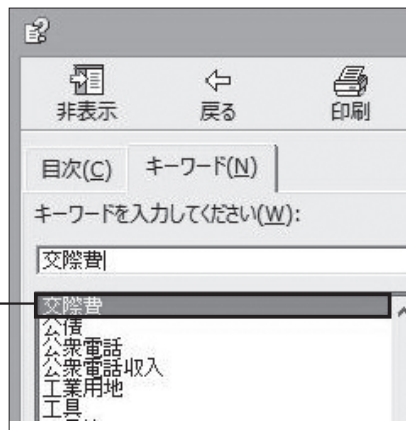 非表示 戻る 印刷
目次(C) キーワード(N)
キーワードを入力してください(W):
交際費
交際費
公債
公衆電話
公衆電話収入
工業用地
工具